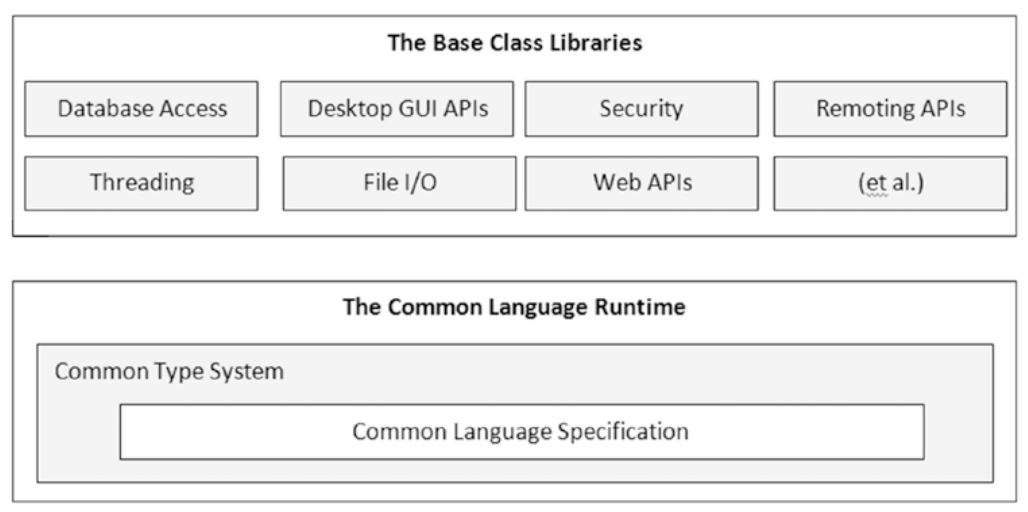 The Base Class Libraries
Database Access
Desktop GUI APIs
Security
Remoting APIs
Threading
File I/O
Web APIs
(et al.)
The Common Language Runtime
Common Type System
Common Language Specification